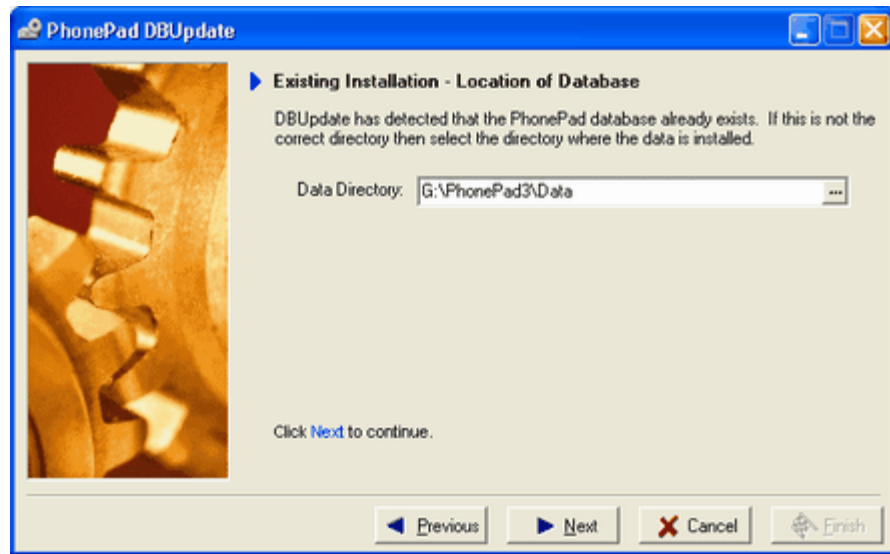 PhonePad DBUpdate
Existing Installation - Location of Database
DBUpdate has detected that the PhonePad database already exists. If this is not the
correct directory then select the directory where the data is installed.
Data Directory: G:\PhonePad3\Data ...
Click Next to continue.
Previous Next Cancel Finish